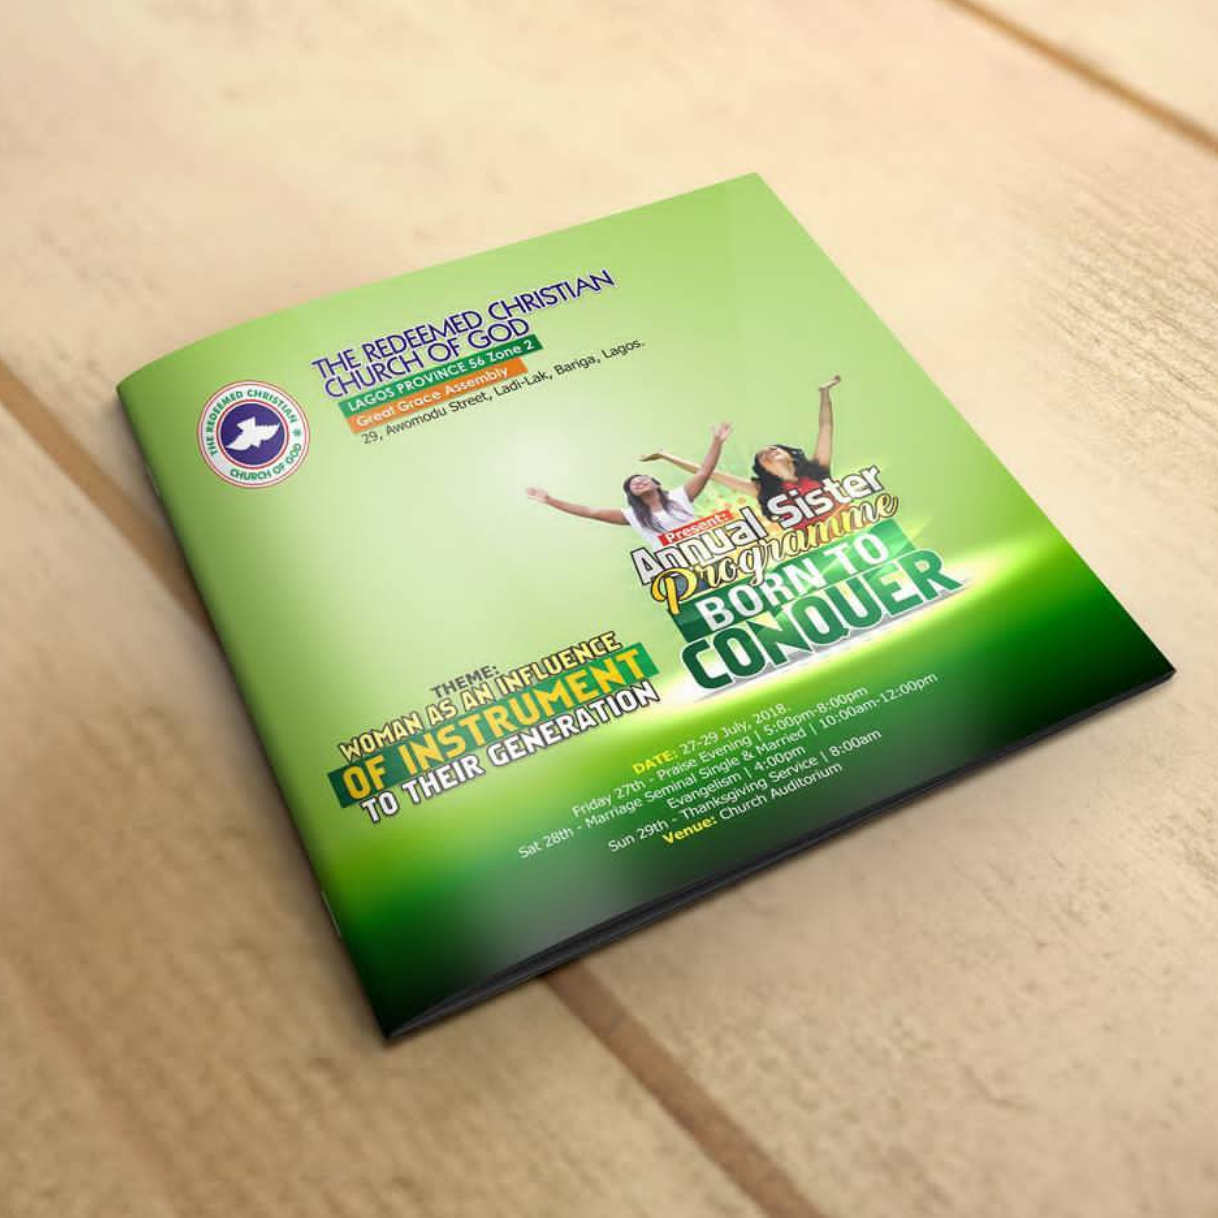 THE REDEEMED CHRISTIAN
CHURCH OF GOD
THE REDEEMED CHRISTIAN
CHURCH OF GOD
LAGOS PROVINCE 56 Zone 2
Great Grace Assembly
29, Awomodu Street, Ladi-Lak, Bariga, Lagos.
Present:
Annual Sister
Programme
BORN TO
CONQUER
THEME:
WOMAN AS AN INFLUENCE
OF INSTRUMENT
TO THEIR GENERATION
DATE: 27-29 July, 2018.
Friday 27th - Praise Evening | 5:00pm-8:00pm
Sat 28th - Marriage Seminal Single & Married | 10:00am-12:00pm
Evangelism | 4:00pm
Sun 29th - Thanksgiving Service | 8:00am
Venue: Church Auditorium